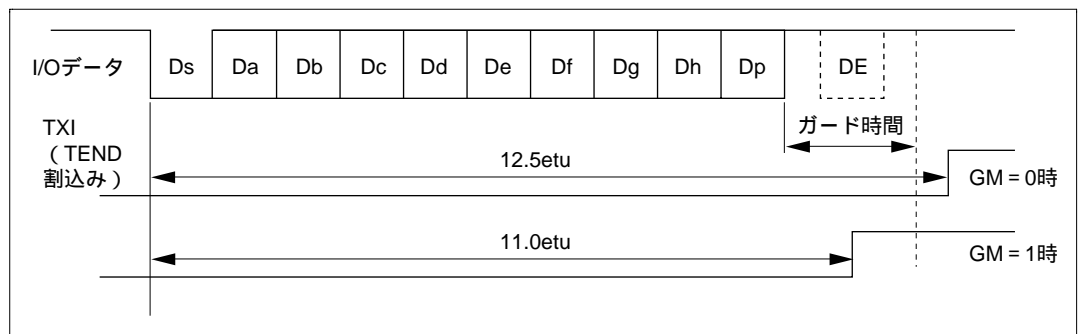 I/Oデータ Ds Da Db Dc Dd De Df Dg Dh Dp DE
ガード時間
TXI
（TEND
割込み）
12.5etu
GM = 0時
11.0etu
GM = 1時